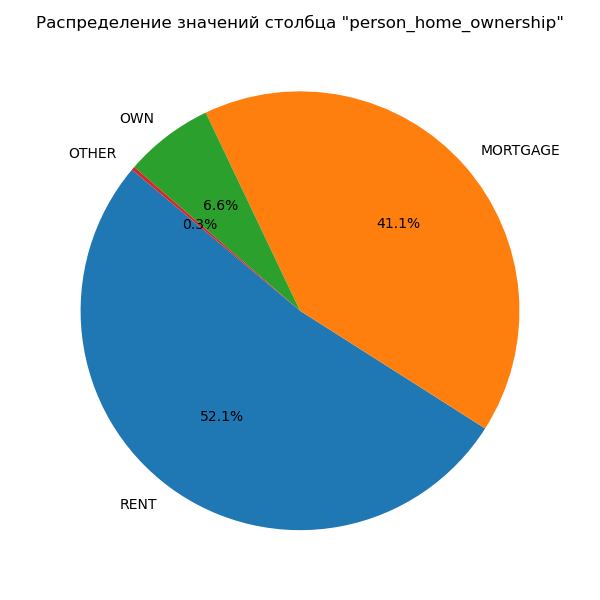 Распределение значений столбца "person_home_ownership"
OWN
OTHER
MORTGAGE
6.6%
0.3%
41.1%
52.1%
RENT